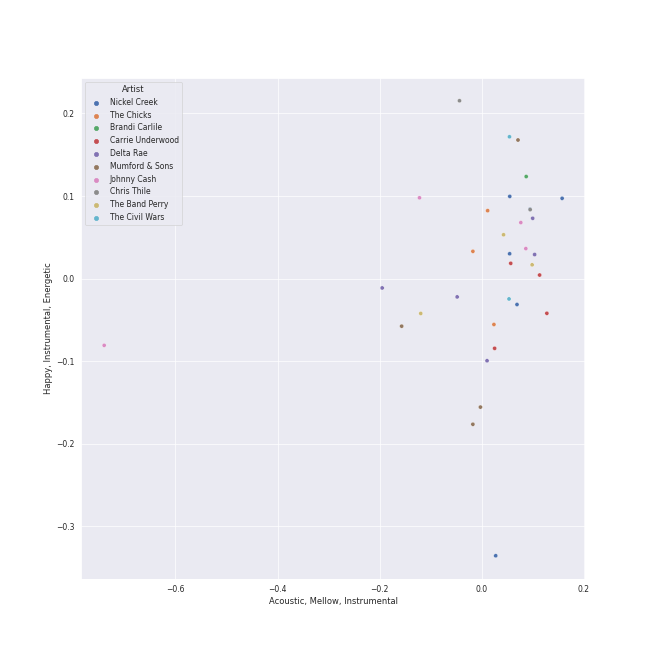 Artist
Nickel Creek
The Chicks
Brandi Carlile
Carrie Underwood
Delta Rae
Mumford & Sons
Johnny Cash
Chris Thile
The Band Perry
The Civil Wars
0.2
0.1
0.0
−0.1
−0.2
−0.3
Happy, Instrumental, Energetic
−0.6 −0.4 −0.2 0.0 0.2
Acoustic, Mellow, Instrumental